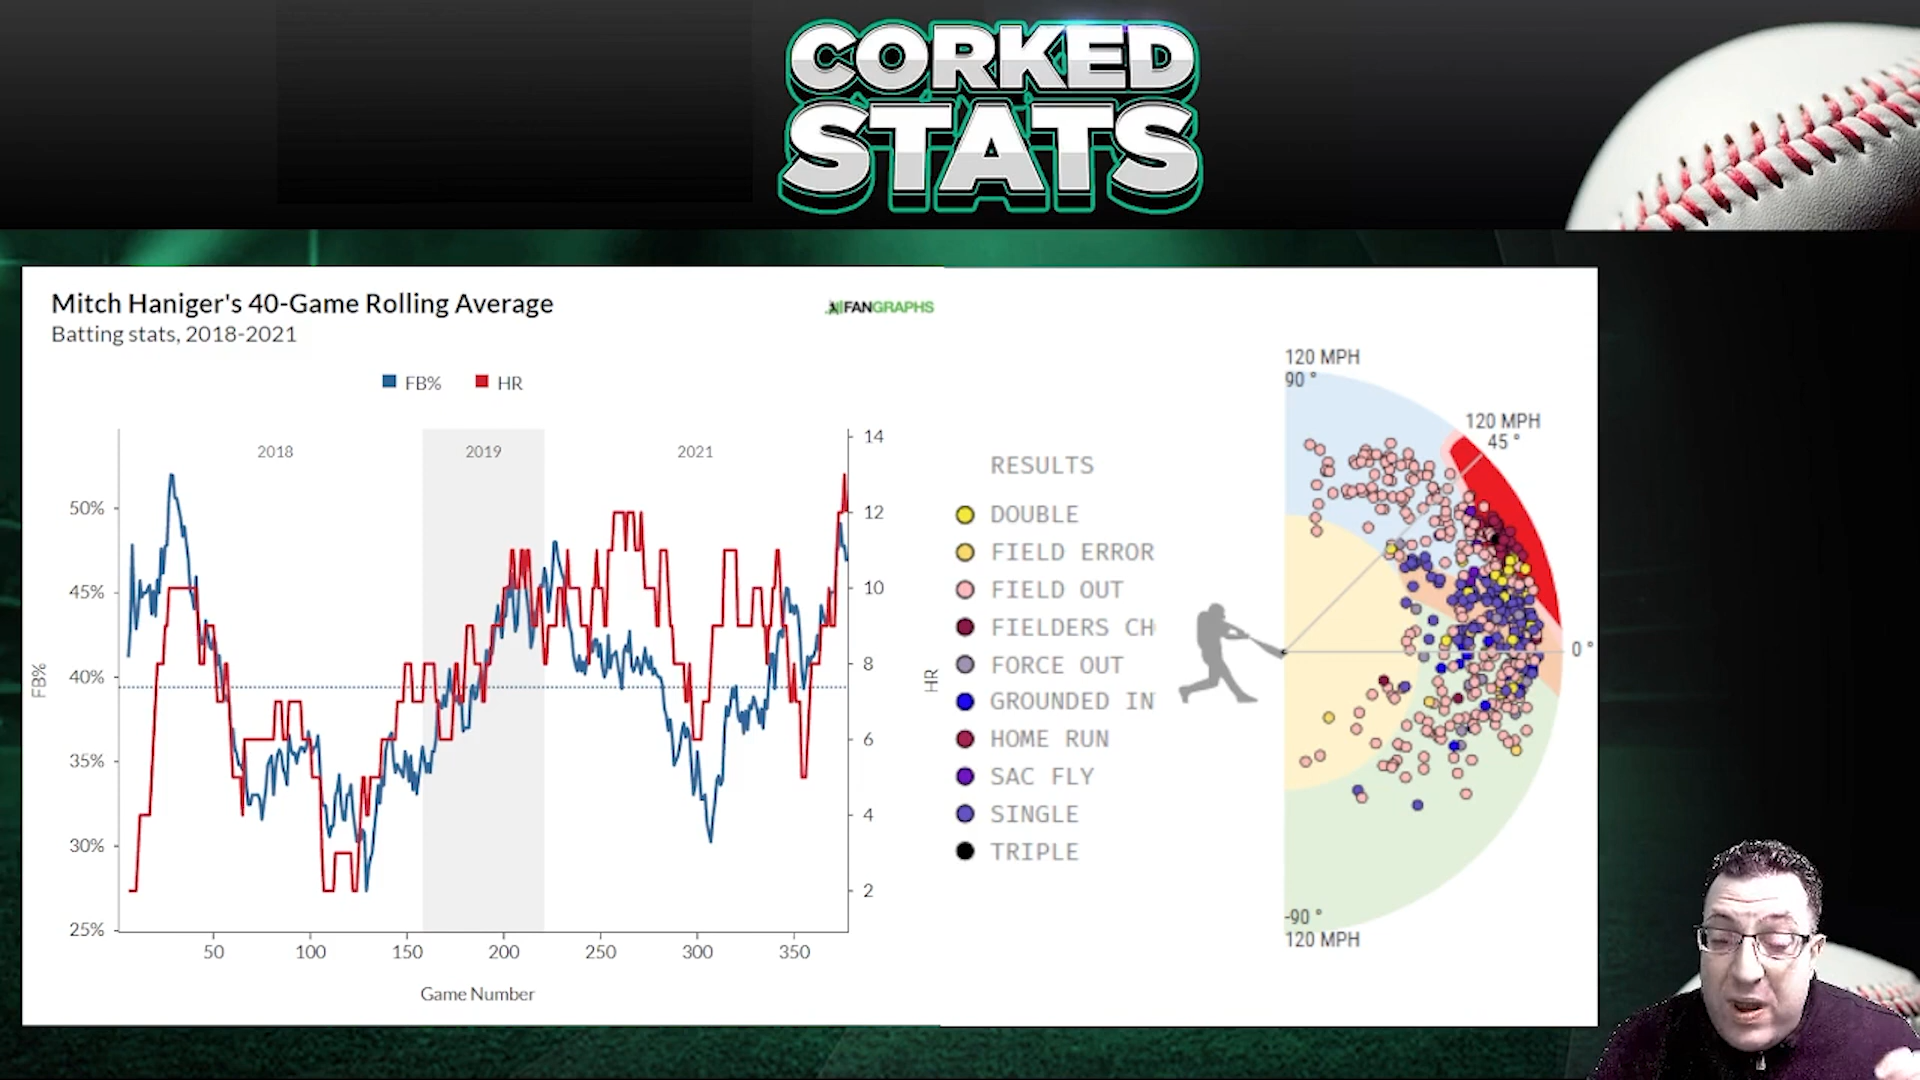 CORKED
STATS
Mitch Haniger's 40-Game Rolling Average
Batting stats, 2018-2021
FANGRAPHS
FB% HR
2018 2019 2021
50%
45%
40%
35%
30%
25%
FB%
14
12
10
8
6
4
2
HR
50 100 150 200 250 300 350
Game Number
RESULTS
DOUBLE
FIELD ERROR
FIELD OUT
FIELDERS CH
FORCE OUT
GROUNDED IN
HOME RUN
SAC FLY
SINGLE
TRIPLE
120 MPH
90 °
120 MPH
45 °
0 °
-90 °
120 MPH